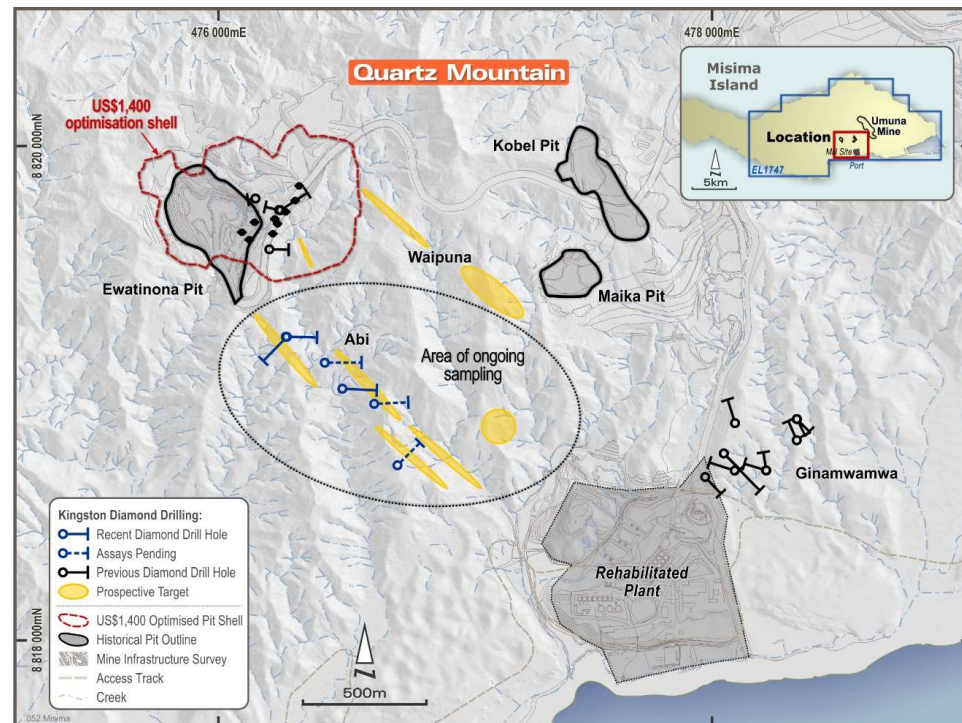 476 000mE
478 000mE
Quartz Mountain
US$1,400
optimisation shell
8 820 000mN
Kobel Pit
Misima
Island
Umuna
Mine
Location
Mill Site
Port
EL1747
N
5km
Waipuna
Ewatinona Pit
Maika Pit
Abi
Area of ongoing
sampling
Ginamwamwa
Rehabilitated
Plant
8 818 000mN
Kingston Diamond Drilling:
Recent Diamond Drill Hole
Assays Pending
Previous Diamond Drill Hole
Prospective Target
US$1,400 Optimised Pit Shell
Historical Pit Outline
Mine Infrastructure Survey
Access Track
Creek
N
500m
052 Misima